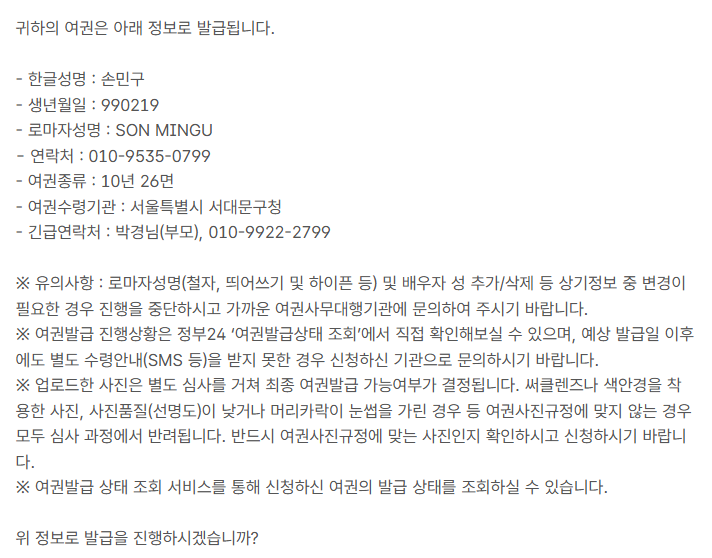 귀하의 여권은 아래 정보로 발급됩니다.
- 한글성명 : 손민구
- 생년월일 : 990219
- 로마자성명 : SON MINGU
- 연락처 : 010-9535-0799
- 여권종류 : 10년 26면
- 여권수령기관 : 서울특별시 서대문구청
- 긴급연락처 : 박경님(부모), 010-9922-2799
※ 유의사항 : 로마자성명(철자, 띄어쓰기 및 하이픈 등) 및 배우자 성 추가/삭제 등 상기정보 중 변경이
필요한 경우 진행을 중단하시고 가까운 여권사무대행기관에 문의하여 주시기 바랍니다.
※ 여권발급 진행상황은 정부24 ‘여권발급상태 조회’에서 직접 확인해보실 수 있으며, 예상 발급일 이후
에도 별도 수령안내(SMS 등)을 받지 못한 경우 신청하신 기관으로 문의하시기 바랍니다.
※ 업로드한 사진은 별도 심사를 거쳐 최종 여권발급 가능여부가 결정됩니다. 써클렌즈나 색안경을 착
용한 사진, 사진품질(선명도)이 낮거나 머리카락이 눈썹을 가린 경우 등 여권사진규정에 맞지 않는 경우
모두 심사 과정에서 반려됩니다. 반드시 여권사진규정에 맞는 사진인지 확인하시고 신청하시기 바랍니
다.
※ 여권발급 상태 조회 서비스를 통해 신청하신 여권의 발급 상태를 조회하실 수 있습니다.
위 정보로 발급을 진행하시겠습니까?